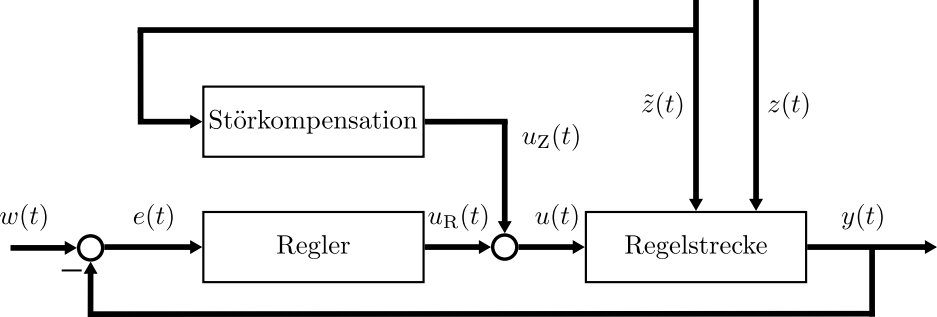 z̃(t) z(t)
Störkompensation
u_Z(t)
w(t) e(t) u_R(t) u(t) y(t)
Regler Regelstrecke
−